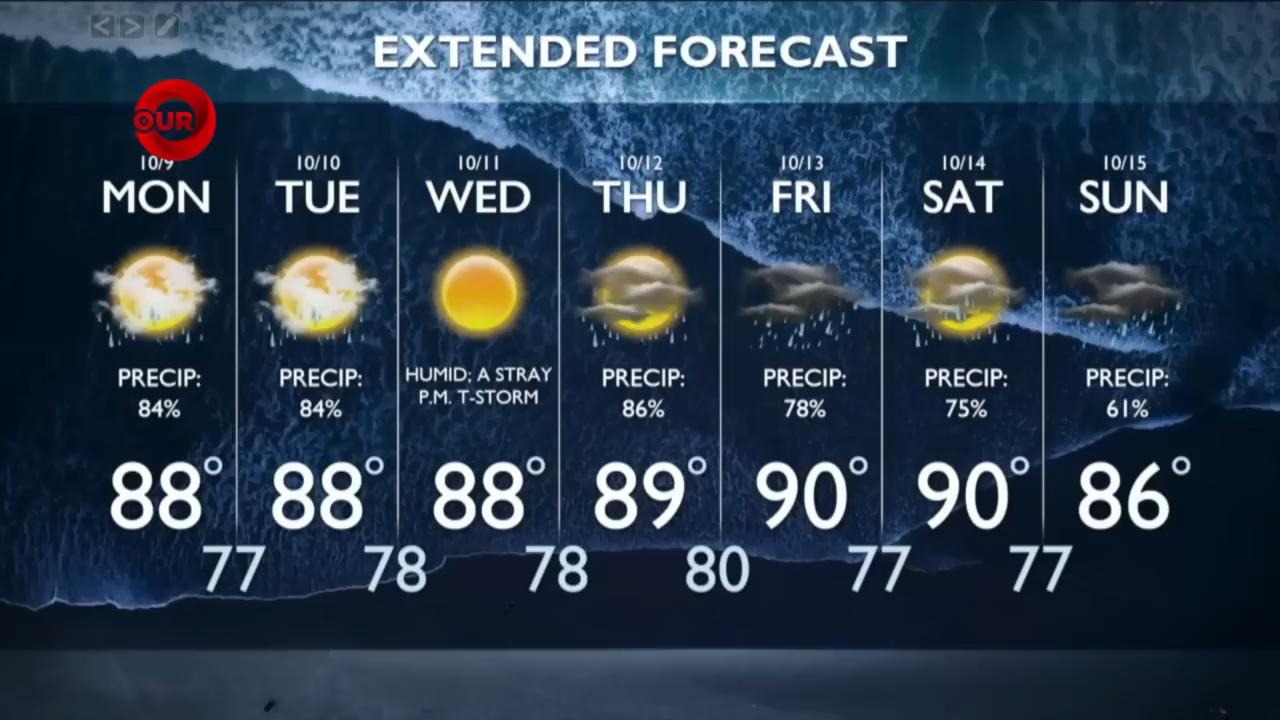 EXTENDED FORECAST
OUR
10/9
MON
10/10
TUE
10/11
WED
10/12
THU
10/13
FRI
10/14
SAT
10/15
SUN
PRECIP:
84%
PRECIP:
84%
HUMID; A STRAY
P.M. T-STORM
PRECIP:
86%
PRECIP:
78%
PRECIP:
75%
PRECIP:
61%
88°
88°
88°
89°
90°
90°
86°
77
78
78
80
77
77